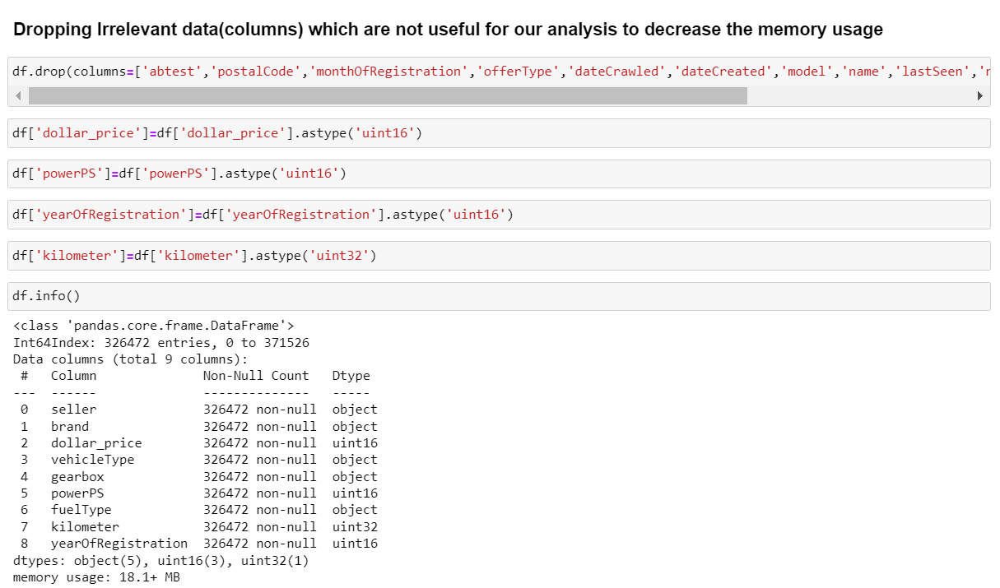 Dropping Irrelevant data(columns) which are not useful for our analysis to decrease the memory usage
df.drop(columns=['abtest','postalCode','monthOfRegistration','offerType','dateCrawled','dateCreated','model','name','lastSeen','
df['dollar_price']=df['dollar_price'].astype('uint16')
df['powerPS']=df['powerPS'].astype('uint16')
df['yearOfRegistration']=df['yearOfRegistration'].astype('uint16')
df['kilometer']=df['kilometer'].astype('uint32')
df.info()
<class 'pandas.core.frame.DataFrame'>
Int64Index: 326472 entries, 0 to 371526
Data columns (total 9 columns):
 #   Column              Non-Null Count   Dtype
---  ------              --------------   -----
 0   seller              326472 non-null  object
 1   brand               326472 non-null  object
 2   dollar_price        326472 non-null  uint16
 3   vehicleType         326472 non-null  object
 4   gearbox             326472 non-null  object
 5   powerPS             326472 non-null  uint16
 6   fuelType            326472 non-null  object
 7   kilometer           326472 non-null  uint32
 8   yearOfRegistration  326472 non-null  uint16
dtypes: object(5), uint16(3), uint32(1)
memory usage: 18.1+ MB